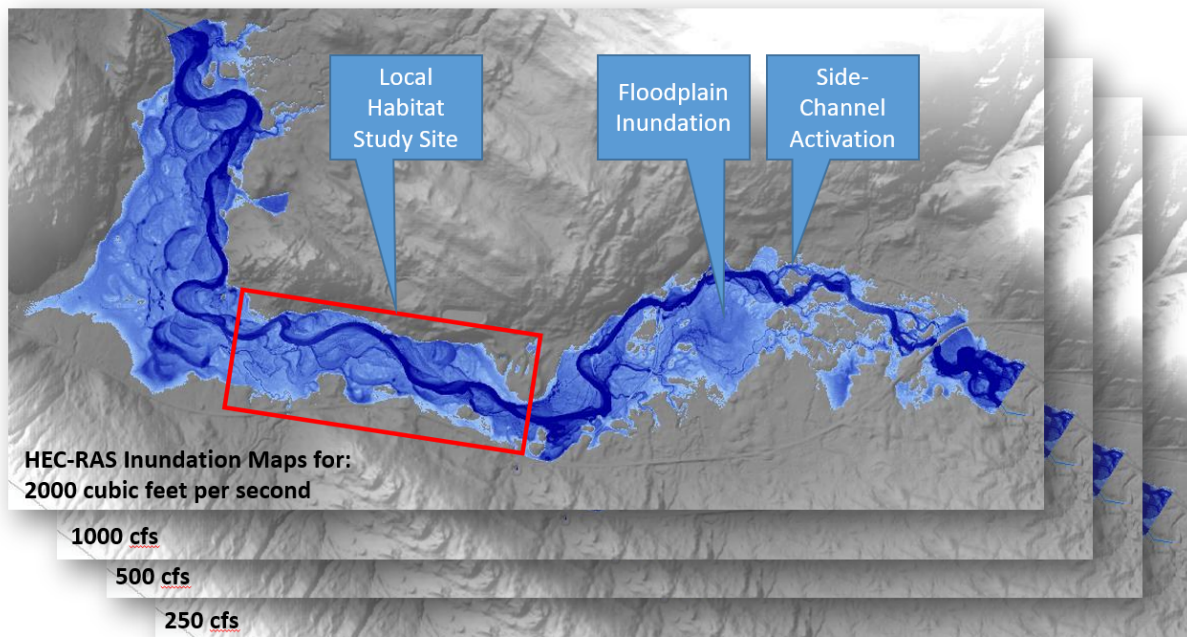 Local
Habitat
Study Site
Floodplain
Inundation
Side-
Channel
Activation
HEC-RAS Inundation Maps for:
2000 cubic feet per second
1000 cfs
500 cfs
250 cfs